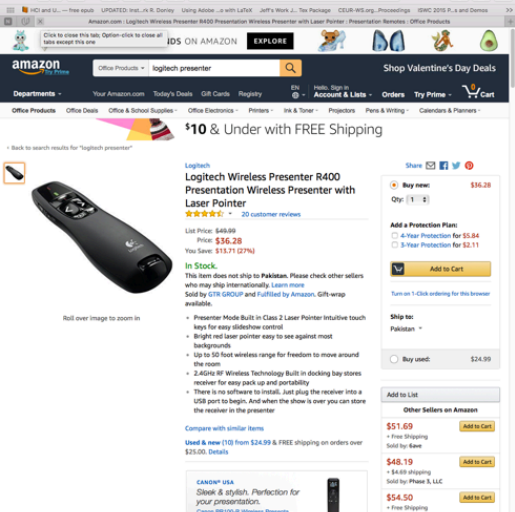 HCI and U... — free epub UPDATED: Inst...rk R. Donley Using Adobe ...o with LaTeX Jeff's Work J.. Tex Package CEUR-WS.org...Proceedings ISWC 2010 P...s and Demos
Amazon.com : Logitech Wireless Presenter R400 Presentation Wireless Presenter with Laser Pointer : Presentation Remotes : Office Products
Click to close this tab; Option-click to close all
tabs except this one
NDS ON AMAZON EXPLORE
amazon
Try Prime
Office Products logitech presenter
Shop Valentine's Day Deals
Departments Your Amazon.com Today's Deals Gift Cards Registry EN Hello. Sign in Account & Lists Orders Try Prime 0 Cart
Office Products Office Deals Office & School Supplies Office Electronics Printers Ink & Toner Projectors Pens & Writing Calendars & Planners
$10 & Under with FREE Shipping
‹ Back to search results for "logitech presenter"
Logitech
Logitech Wireless Presenter R400
Presentation Wireless Presenter with
Laser Pointer
20 customer reviews
List Price: $49.99
Price: $36.28
You Save: $13.71 (27%)
In Stock.
This item does not ship to Pakistan. Please check other sellers
who may ship internationally. Learn more
Sold by GTR GROUP and Fulfilled by Amazon. Gift-wrap
available.
• Presenter Mode Built in Class 2 Laser Pointer Intuitive touch
keys for easy slideshow control
• Bright red laser pointer easy to see against most
backgrounds
• Up to 50 foot wireless range for freedom to move around
the room
• 2.4GHz RF Wireless Technology Built in docking bay stores
receiver for easy pack up and portability
• There is no software to install. Just plug the receiver into a
USB port to begin. And when the show is over you can store
the receiver in the presenter
Compare with similar items
Used & new (10) from $24.99 & FREE shipping on orders over
$25.00. Details
Logitech
Roll over image to zoom in
CANON® USA
Sleek & stylish. Perfection for
your presentation.
Share
Buy new: $36.28
Qty: 1
Add a Protection Plan:
4-Year Protection for $5.84
3-Year Protection for $2.11
Add to Cart
Turn on 1-Click ordering for this browser
Ship to:
Pakistan
Buy used: $24.99
Add to List
Other Sellers on Amazon
$51.69 Add to Cart
+ Free Shipping
Sold by: 6ave
$48.19 Add to Cart
+ $4.69 shipping
Sold by: Phase 3, LLC
$54.50 Add to Cart
+ Free Shipping